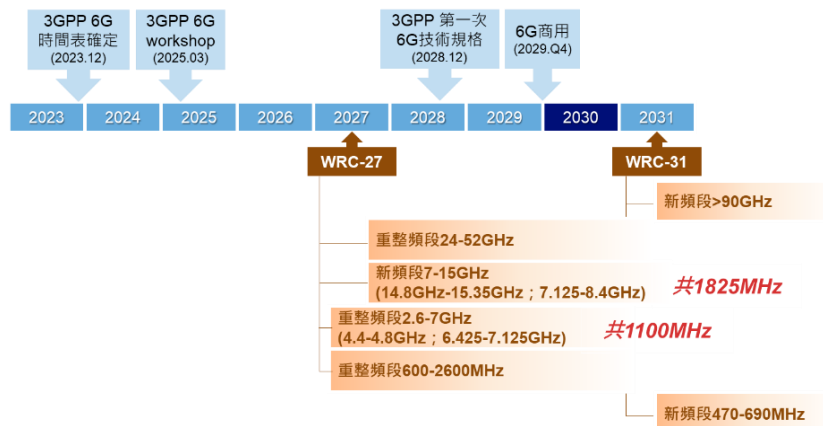 3GPP 6G
時間表確定
(2023.12)
3GPP 6G
workshop
(2025.03)
3GPP 第一次
6G技術規格
(2028.12)
6G商用
(2029.Q4)
2023
2024
2025
2026
2027
2028
2029
2030
2031
WRC-27
WRC-31
新頻段>90GHz
重整頻段24-52GHz
新頻段7-15GHz
(14.8GHz-15.35GHz；7.125-8.4GHz)
共1825MHz
重整頻段2.6-7GHz
(4.4-4.8GHz；6.425-7.125GHz)
共1100MHz
重整頻段600-2600MHz
新頻段470-690MHz